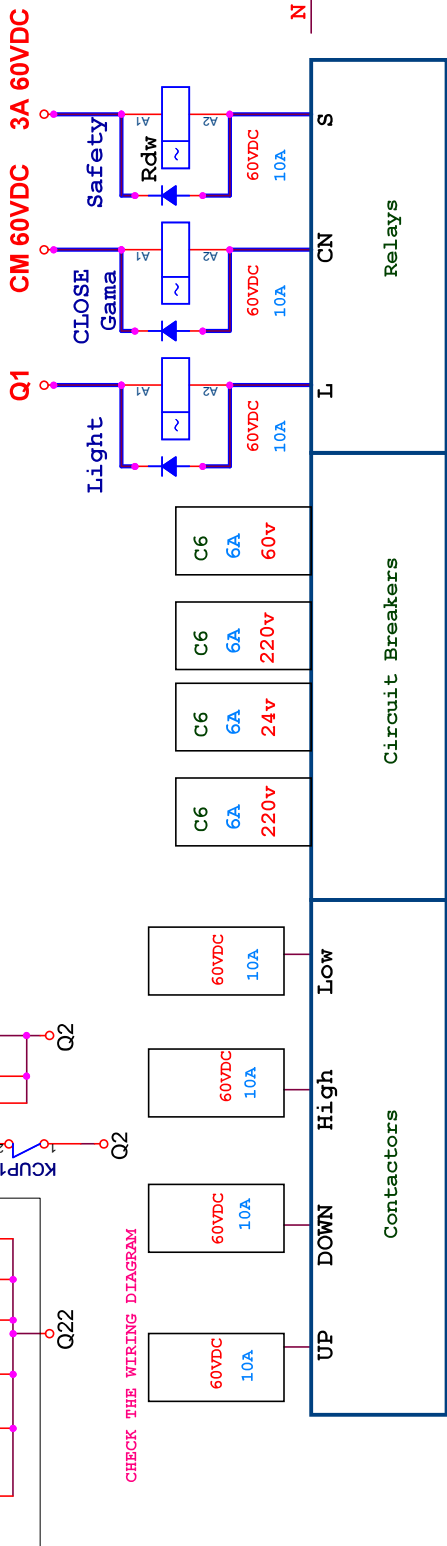 Q22
KCUP1
1
2
Q2
Q2
CHECK THE WIRING DIAGRAM
Q1
CM 60VDC
3A 60VDC
Light
CLOSE
Gama
Safety
Rdw
A1
A2
~
A1
A2
~
A1
A2
~
60VDC
10A
60VDC
10A
60VDC
10A
60VDC
10A
C6
6A
220v
C6
6A
24v
C6
6A
220v
C6
6A
60v
60VDC
10A
60VDC
10A
60VDC
10A
N
UP
DOWN
High
Low
L
CN
S
Contactors
Circuit Breakers
Relays